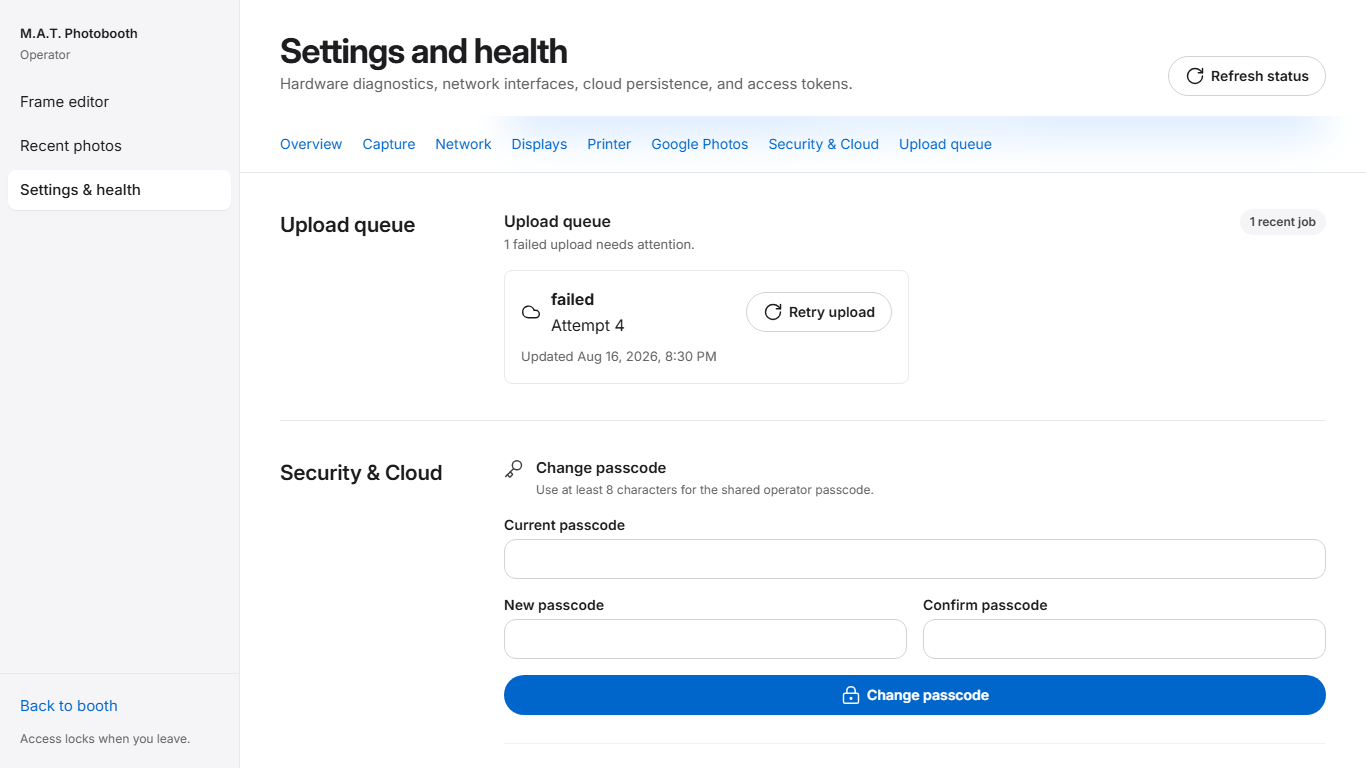 M.A.T. Photobooth
Operator
Frame editor
Recent photos
Settings & health
Back to booth
Access locks when you leave.
Settings and health
Hardware diagnostics, network interfaces, cloud persistence, and access tokens.
Refresh status
Overview Capture Network Displays Printer Google Photos Security & Cloud Upload queue
Upload queue
Upload queue
1 recent job
1 failed upload needs attention.
failed
Attempt 4
Retry upload
Updated Aug 16, 2026, 8:30 PM
Security & Cloud
Change passcode
Use at least 8 characters for the shared operator passcode.
Current passcode
New passcode
Confirm passcode
Change passcode